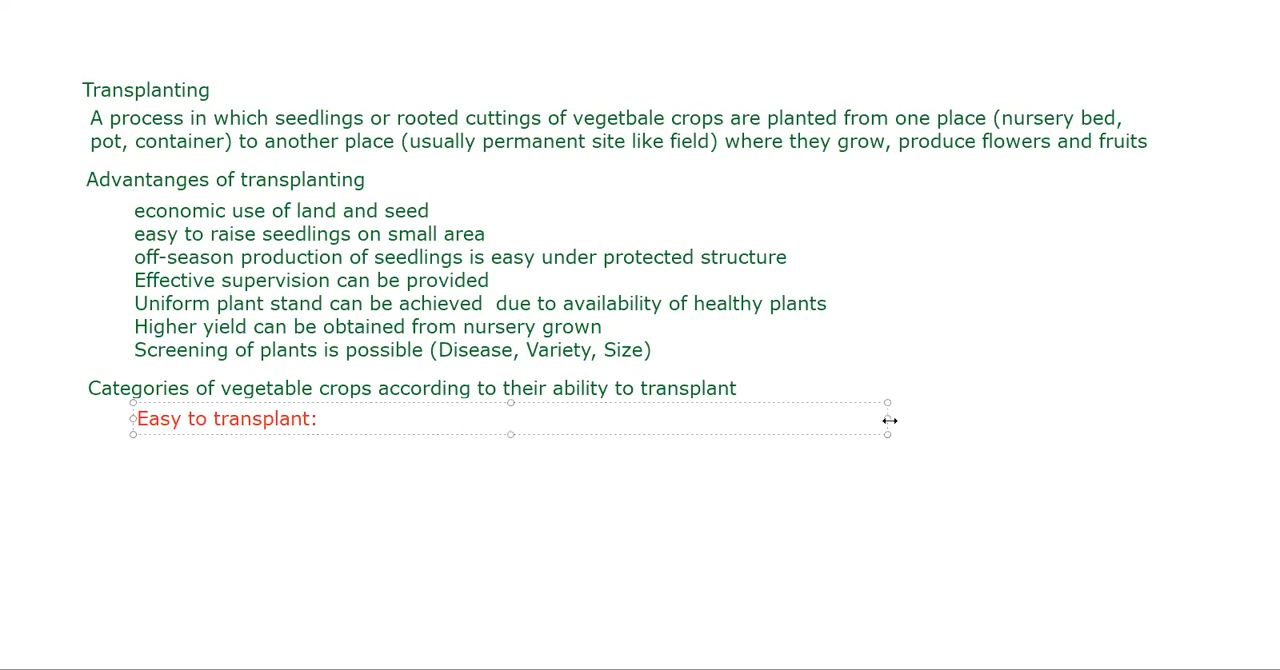 Transplanting
A process in which seedlings or rooted cuttings of vegetbale crops are planted from one place (nursery bed,
pot, container) to another place (usually permanent site like field) where they grow, produce flowers and fruits
Advantanges of transplanting
economic use of land and seed
easy to raise seedlings on small area
off-season production of seedlings is easy under protected structure
Effective supervision can be provided
Uniform plant stand can be achieved  due to availability of healthy plants
Higher yield can be obtained from nursery grown
Screening of plants is possible (Disease, Variety, Size)
Categories of vegetable crops according to their ability to transplant
Easy to transplant: